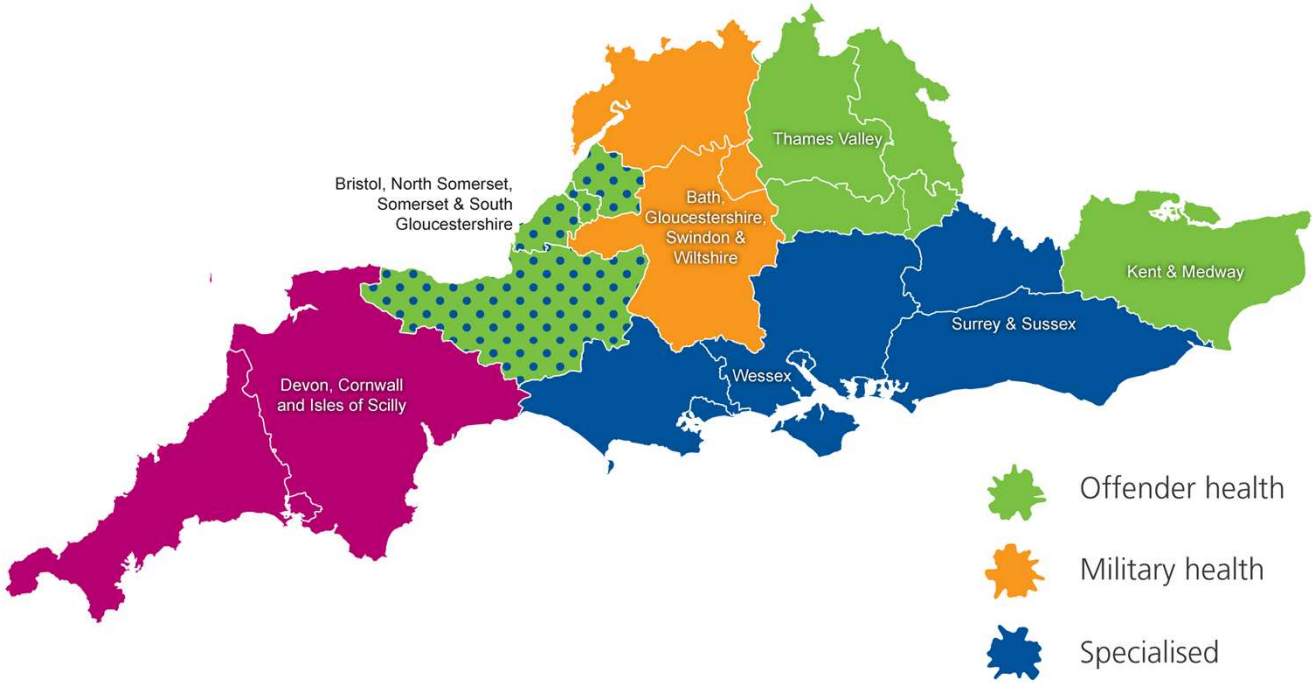 Thames Valley
Bristol, North Somerset,
Somerset & South
Gloucestershire
Bath,
Gloucestershire,
Swindon &
Wiltshire
Kent & Medway
Surrey & Sussex
Wessex
Devon, Cornwall
and Isles of Scilly
Offender health
Military health
Specialised